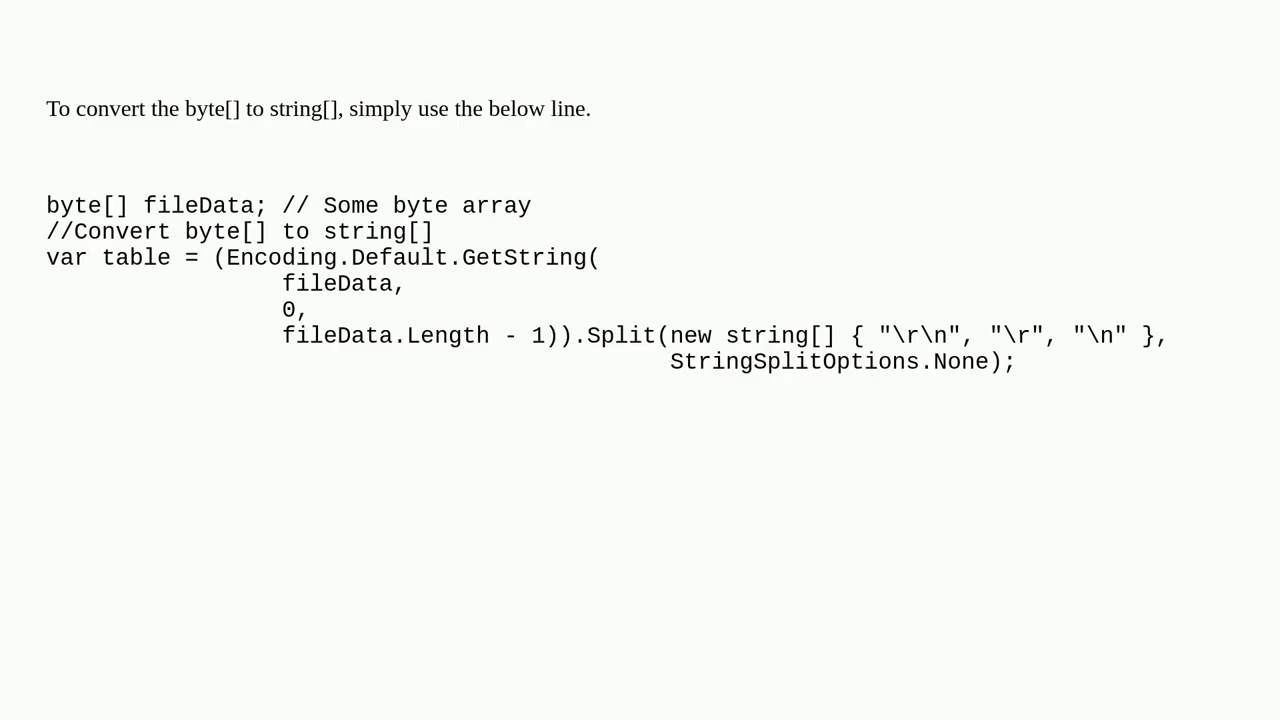 To convert the byte[] to string[], simply use the below line.
byte[] fileData; // Some byte array
//Convert byte[] to string[]
var table = (Encoding.Default.GetString(
                 fileData,
                 0,
                 fileData.Length - 1)).Split(new string[] { "\r\n", "\r", "\n" },
                                             StringSplitOptions.None);